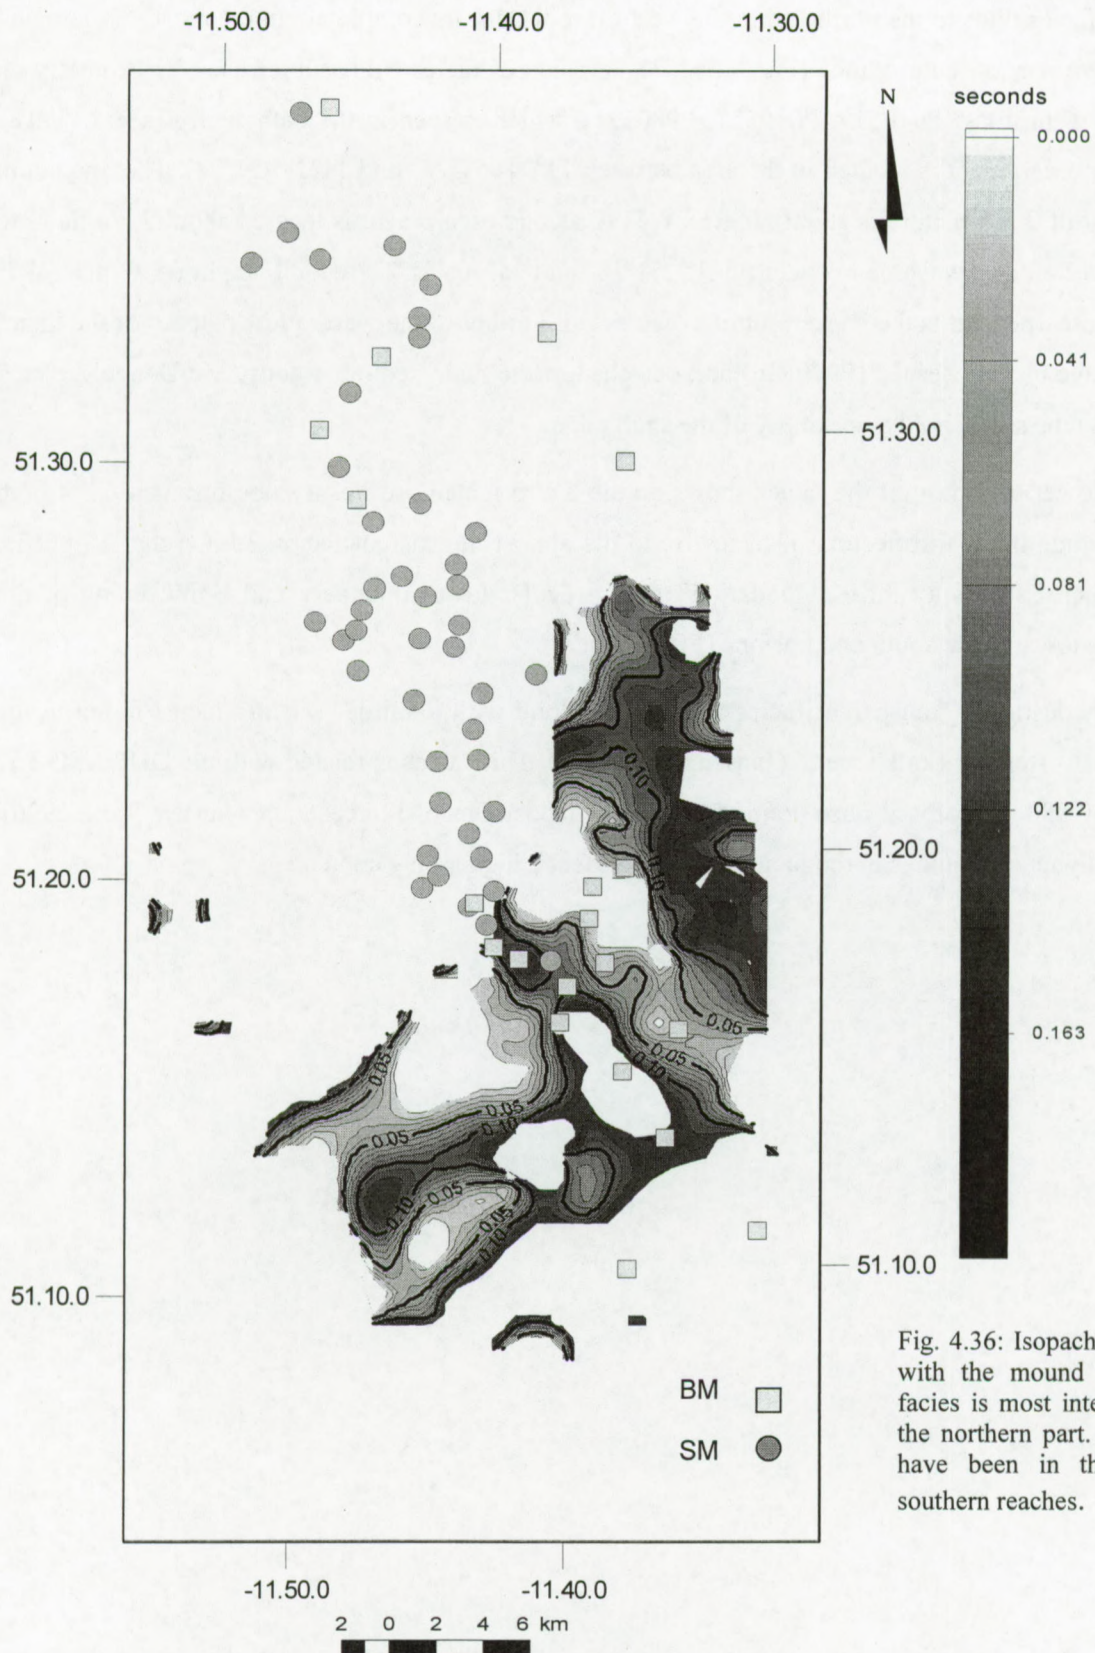 -11.50.0 -11.40.0 -11.30.0
N seconds
0.000
0.041
51.30.0
51.30.0
0.081
0.10
0.122
51.20.0
0.10
51.20.0
0.05
0.163
0.05
0.05
0.10
0.05
0.10
0.05
0.05
0.10
0.05
0.10
51.10.0
51.10.0
Fig. 4.36: Isopach
with the mound
facies is most
the northern part.
have been in
southern reaches.
BM
SM
-11.50.0 -11.40.0
2 0 2 4 6 km